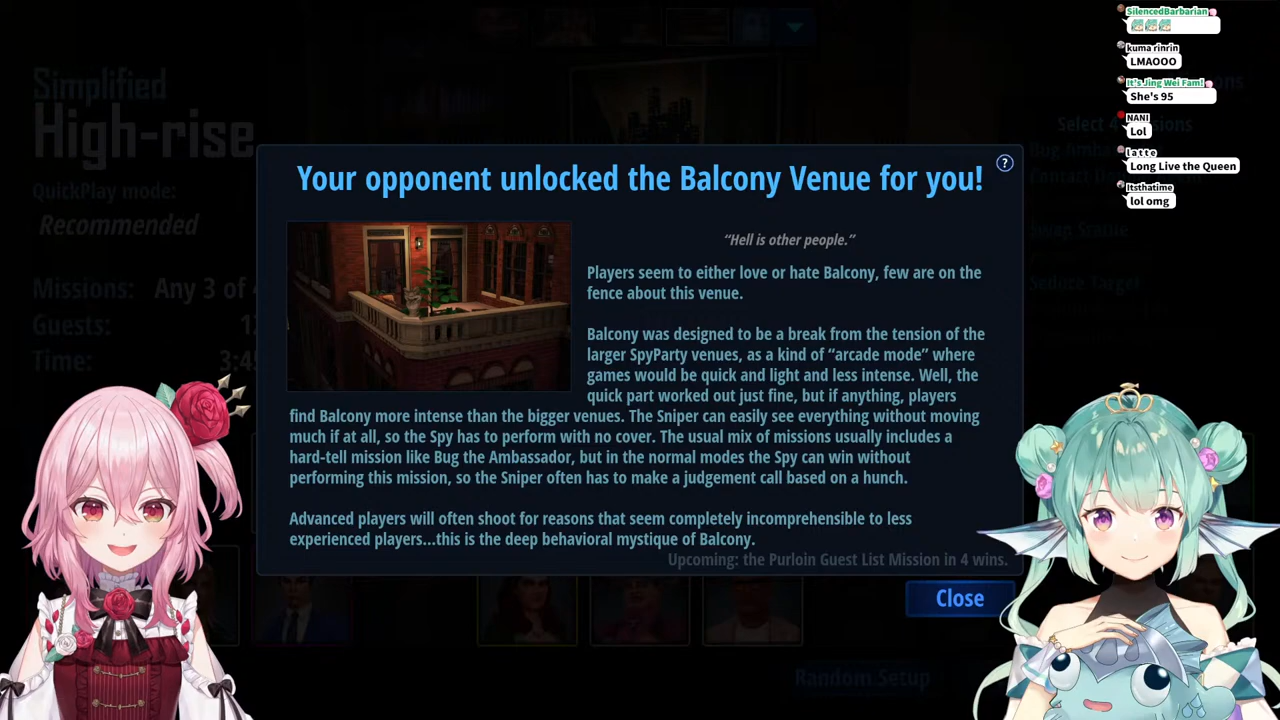 SilencedBarbarian
kuma rinrin
LMAOOO
It's Jing Wei Fam!
She's 95
NANI
Lol
Latte
Long Live the Queen
Itsthatime
lol omg
Simplified
High-rise
QuickPlay mode:
Recommended
Missions: Any 3 of 4
Guests:
Time: 3:45
Your opponent unlocked the Balcony Venue for you!
?
“Hell is other people.”
Players seem to either love or hate Balcony, few are on the
fence about this venue.
Balcony was designed to be a break from the tension of the
larger SpyParty venues, as a kind of “arcade mode” where
games would be quick and light and less intense. Well, the
quick part worked out just fine, but if anything, players
find Balcony more intense than the bigger venues. The Sniper can easily see everything without moving
much if at all, so the Spy has to perform with no cover. The usual mix of missions usually includes a
hard-tell mission like Bug the Ambassador, but in the normal modes the Spy can win without
performing this mission, so the Sniper often has to make a judgement call based on a hunch.
Advanced players will often shoot for reasons that seem completely incomprehensible to less
experienced players...this is the deep behavioral mystique of Balcony.
Upcoming: the Purloin Guest List Mission in 4 wins.
Close
Swap Statue
Seduce Target
Random Setup